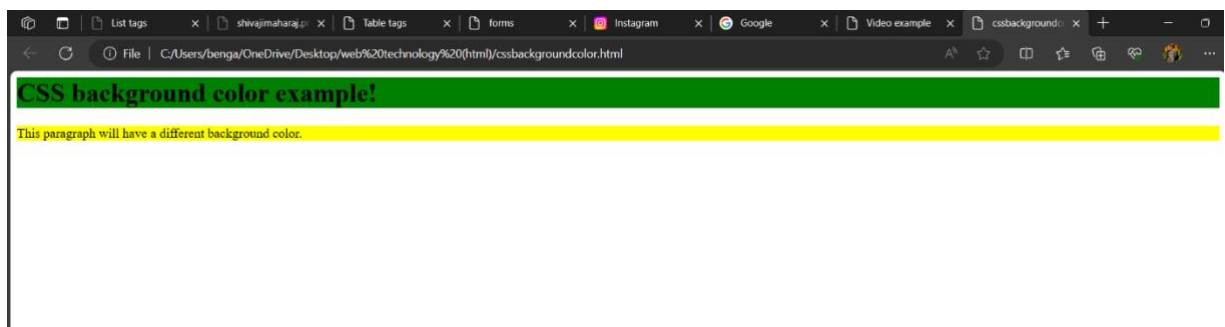 List tags
shivajimaharaj.p
Table tags
forms
Instagram
Google
Video example
cssbackground
File
C:/Users/benga/OneDrive/Desktop/web%20technology%20(html)/cssbackgroundcolor.html
CSS background color example!
This paragraph will have a different background color.